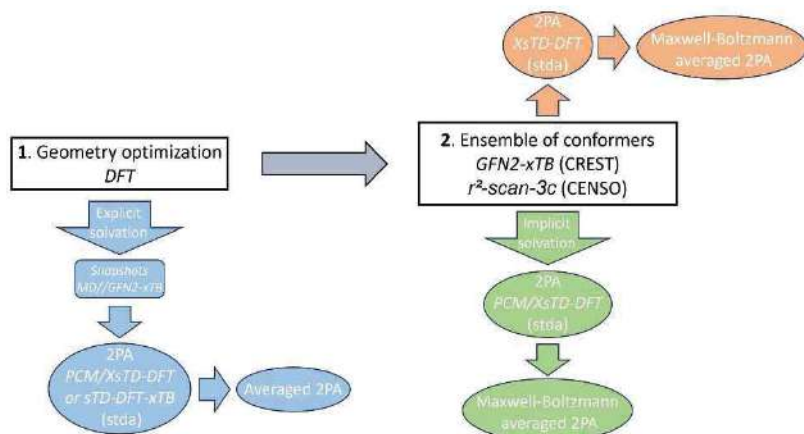 2PA
XsTD-DFT
(stda)
Maxwell-Boltzmann
averaged 2PA
1. Geometry optimization
DFT
2. Ensemble of conformers
GFN2-xTB (CREST)
r²-scan-3c (CENSO)
Explicit
solvation
Snapshots
MD//GFN2-xTB
2PA
PCM/XsTD-DFT
or sTD-DFT-xTB
(stda)
Averaged 2PA
Implicit
solvation
2PA
PCM/XsTD-DFT
(stda)
Maxwell-Boltzmann
averaged 2PA